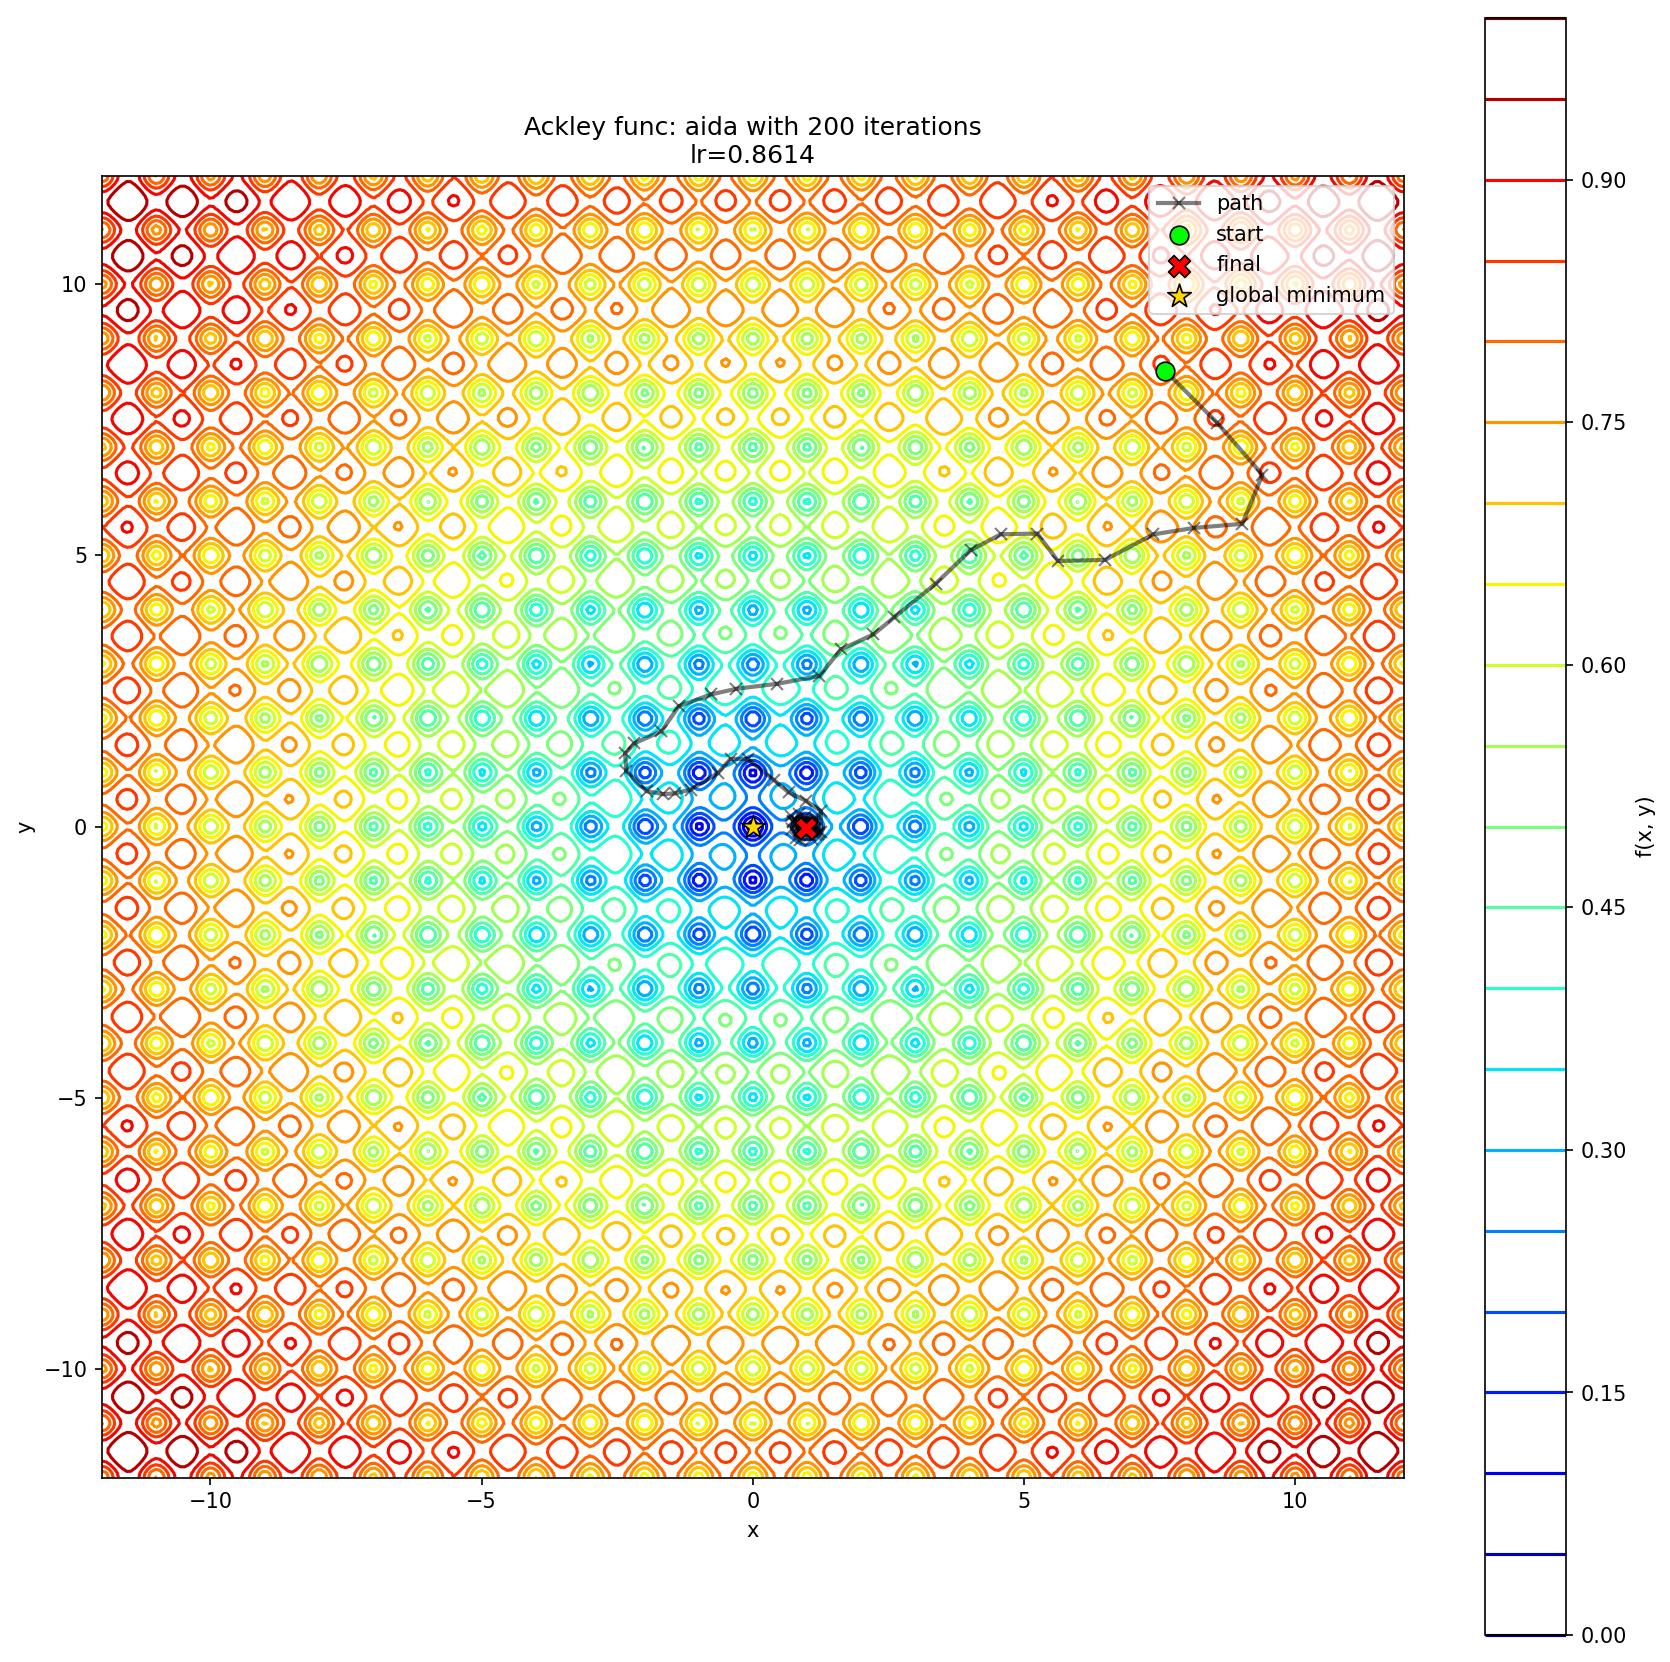 Ackley func: aida with 200 iterations
lr=0.8614
path
start
final
global minimum
10
5
0
−5
−10
y
−10
−5
0
5
10
x
0.90
0.75
0.60
0.45
0.30
0.15
0.00
f(x, y)